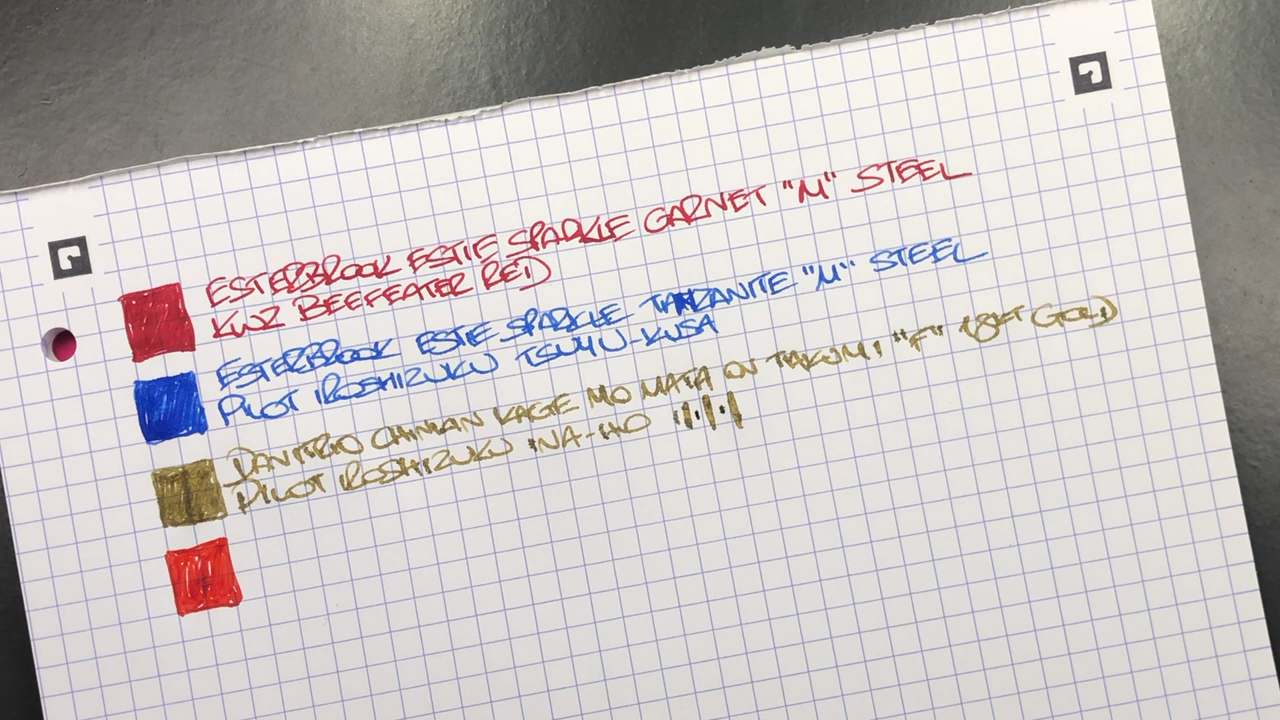 ESTERBROOK ESTIE SPARKLE GARNET "M" STEEL
KWZ BEEFEATER RED
ESTERBROOK ESTIE SPARKLE TANZANITE "M" STEEL
PILOT IROSHIZUKU TSUYU-KUSA
DANITRIO CHIMAN KAGE MO MATA ON TAKUMI "F" 18KT GOLD
PILOT IROSHIZUKU INA-HO